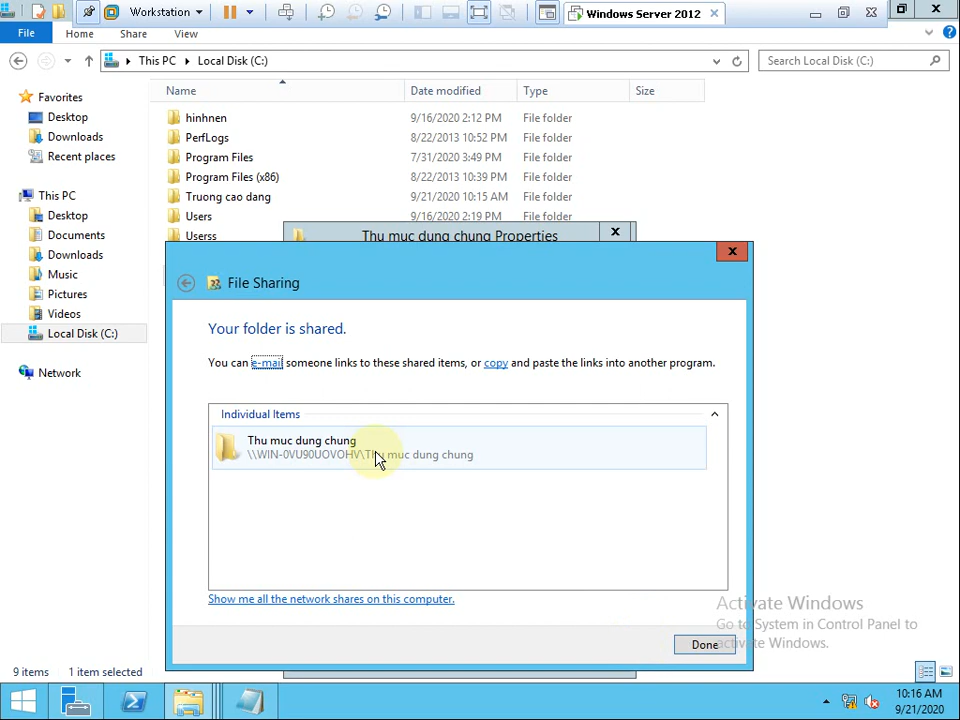 Workstation
Windows Server 2012
File Home Share View
This PC Local Disk (C:)
Search Local Disk (C:)
Name Date modified Type Size
Favorites
Desktop
Downloads
Recent places
This PC
Desktop
Documents
Downloads
Music
Pictures
Videos
Local Disk (C:)
Network
hinhnen 9/16/2020 2:12 PM File folder
PerfLogs 8/22/2013 10:52 PM File folder
Program Files 7/31/2020 3:49 PM File folder
Program Files (x86) 8/22/2013 10:39 PM File folder
Truong cao dang 9/21/2020 10:15 AM File folder
Users 9/16/2020 2:19 PM File folder
Userss
Thu muc dung chung Properties
File Sharing
Your folder is shared.
You can e-mail someone links to these shared items, or copy and paste the links into another program.
Individual Items
Thu muc dung chung
\\WIN-0VU90UOVOHV\Thu muc dung chung
Show me all the network shares on this computer.
Done
Activate Windows
Go to System in Control Panel to
activate Windows.
9 items 1 item selected
10:16 AM
9/21/2020